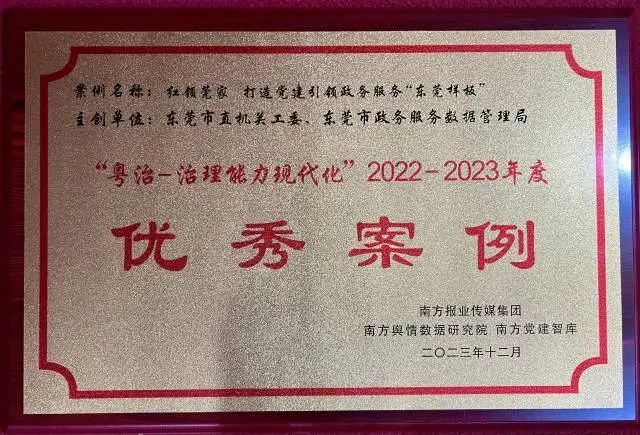 案例名称：红领莞家 打造党建引领政务服务“东莞样板”
主创单位：东莞市直机关工委、东莞市政务服务数据管理局
“粤治-治理能力现代化”2022-2023年度
优秀案例
南方报业传媒集团
南方舆情数据研究院 南方党建智库
二〇二三年十二月